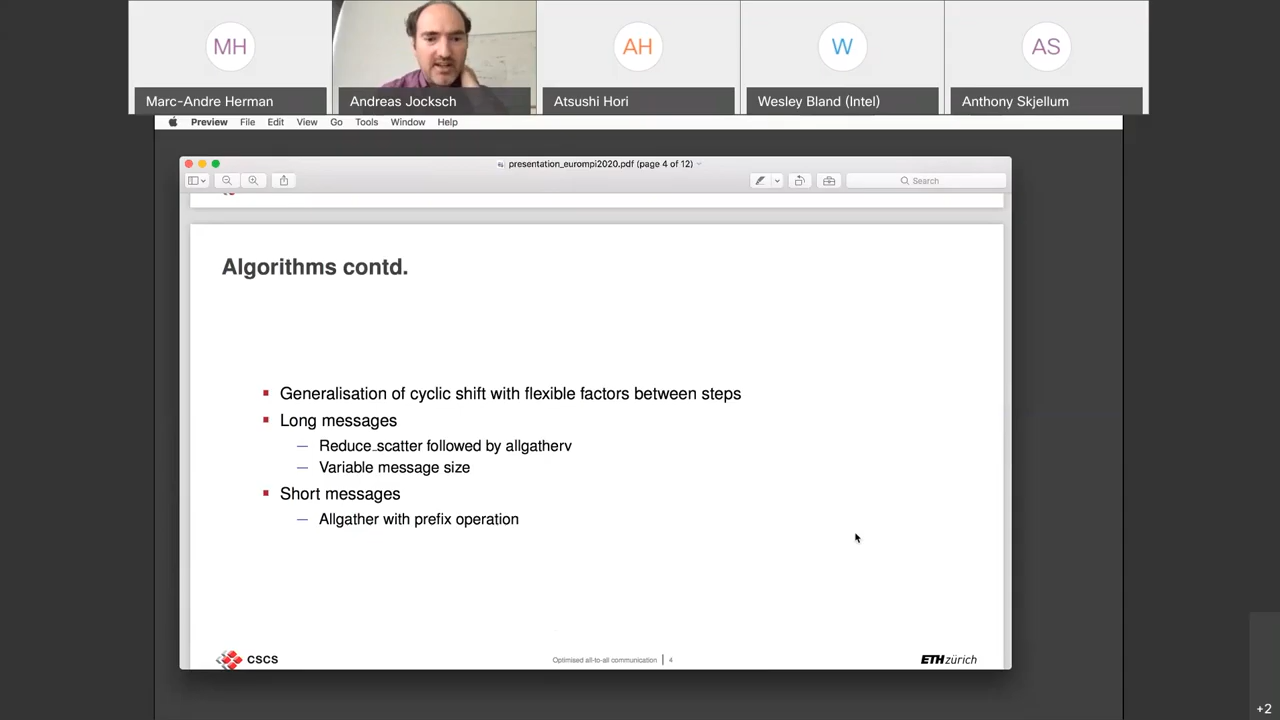 MH
AH
W
AS
Marc-Andre Herman
Andreas Jocksch
Atsushi Hori
Wesley Bland (Intel)
Anthony Skjellum
Preview File Edit View Go Tools Window Help
presentation_eurompi2020.pdf (page 4 of 12)
Search
Algorithms contd.
Generalisation of cyclic shift with flexible factors between steps
Long messages
— Reduce_scatter followed by allgatherv
— Variable message size
Short messages
— Allgather with prefix operation
CSCS
Optimised all-to-all communication | 4
ETH zürich
+2